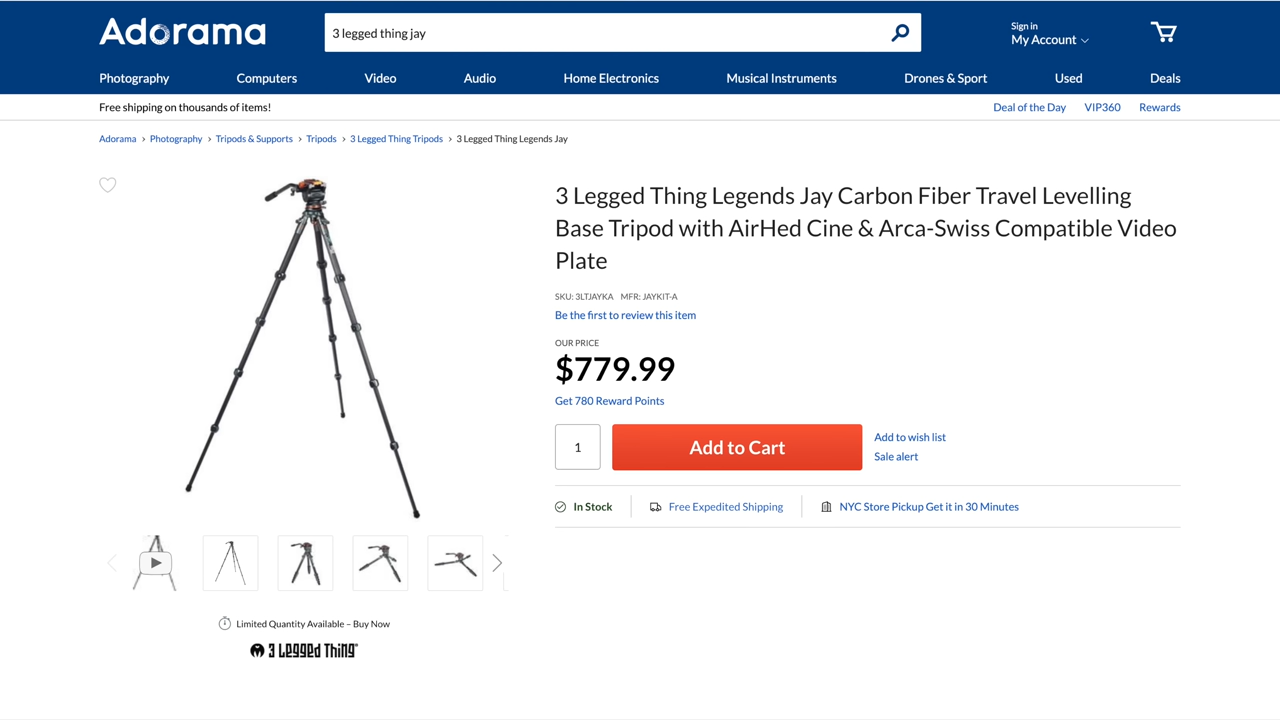 Adorama
3 legged thing jay
Sign in
My Account
Photography
Computers
Video
Audio
Home Electronics
Musical Instruments
Drones & Sport
Used
Deals
Free shipping on thousands of items!
Deal of the Day
VIP360
Rewards
Adorama > Photography > Tripods & Supports > Tripods > 3 Legged Thing Tripods > 3 Legged Thing Legends Jay
3 Legged Thing Legends Jay Carbon Fiber Travel Levelling
Base Tripod with AirHed Cine & Arca-Swiss Compatible Video
Plate
SKU: 3LTJAYKA MFR: JAYKIT-A
Be the first to review this item
OUR PRICE
$779.99
Get 780 Reward Points
1
Add to Cart
Add to wish list
Sale alert
In Stock
Free Expedited Shipping
NYC Store Pickup Get it in 30 Minutes
Limited Quantity Available – Buy Now
3 Legged Thing